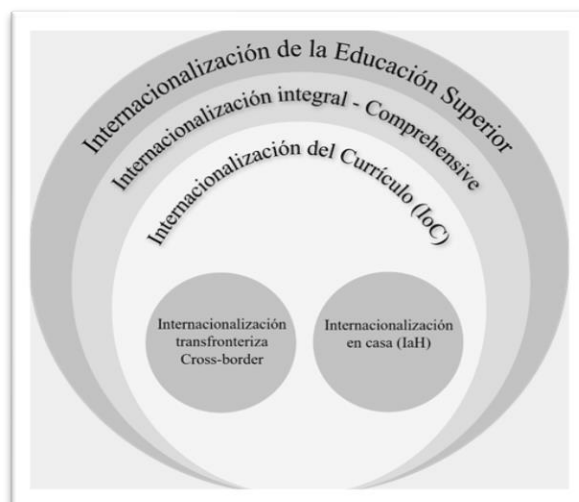 Internacionalización de la Educación Superior
Internacionalización integral - Comprehensive
Internacionalización del Currículo (IoC)
Internacionalización
transfronteriza
Cross-border
Internacionalización
en casa (IaH)